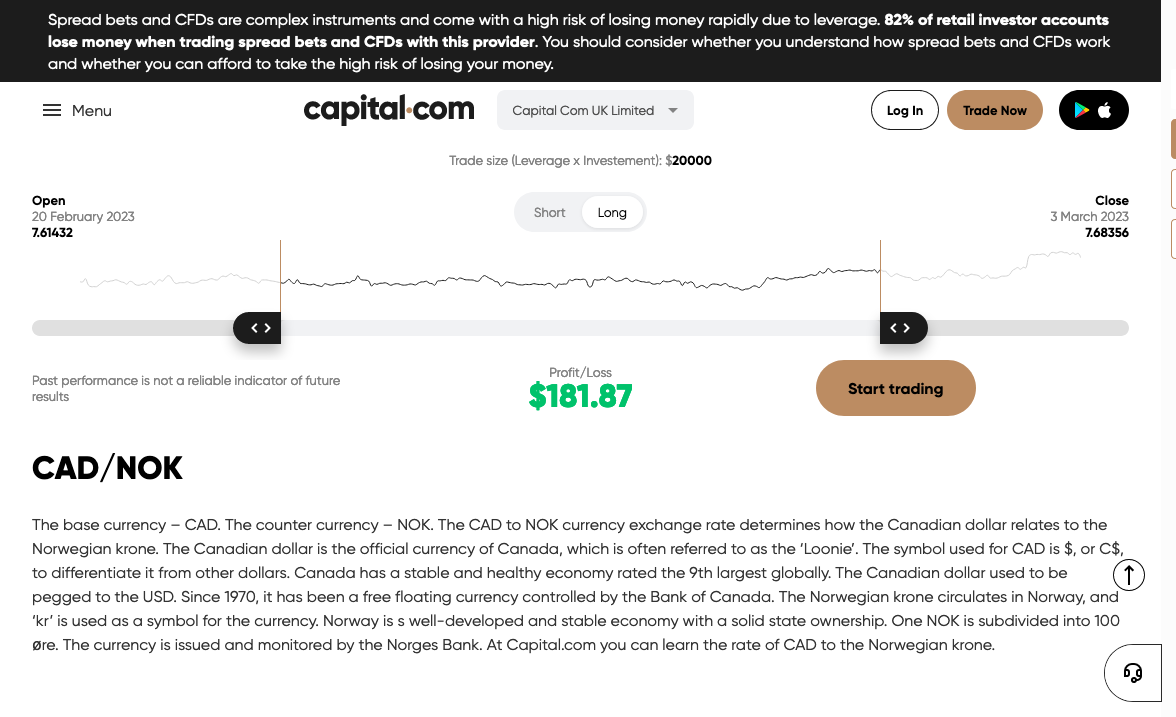 Spread bets and CFDs are complex instruments and come with a high risk of losing money rapidly due to leverage. 82% of retail investor accounts
lose money when trading spread bets and CFDs with this provider. You should consider whether you understand how spread bets and CFDs work
and whether you can afford to take the high risk of losing your money.
Menu
capital.com
Capital Com UK Limited
Log In
Trade Now
Trade size (Leverage x Investement): $20000
Open
20 February 2023
7.61432
Short
Long
Close
3 March 2023
7.68356
Past performance is not a reliable indicator of future
results
Profit/Loss
$181.87
Start trading
CAD/NOK
The base currency – CAD. The counter currency – NOK. The CAD to NOK currency exchange rate determines how the Canadian dollar relates to the
Norwegian krone. The Canadian dollar is the official currency of Canada, which is often referred to as the ‘Loonie’. The symbol used for CAD is $, or C$,
to differentiate it from other dollars. Canada has a stable and healthy economy rated the 9th largest globally. The Canadian dollar used to be
pegged to the USD. Since 1970, it has been a free floating currency controlled by the Bank of Canada. The Norwegian krone circulates in Norway, and
‘kr’ is used as a symbol for the currency. Norway is s well-developed and stable economy with a solid state ownership. One NOK is subdivided into 100
øre. The currency is issued and monitored by the Norges Bank. At Capital.com you can learn the rate of CAD to the Norwegian krone.